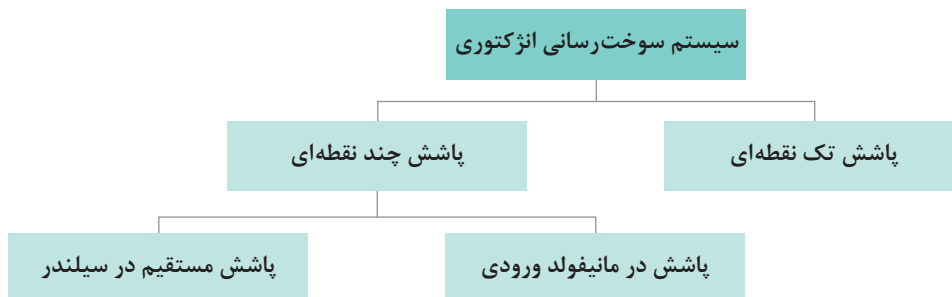 سیستم سوخت‌رسانی انژکتوری
پاشش تک نقطه‌ای
پاشش چند نقطه‌ای
پاشش در مانیفولد ورودی
پاشش مستقیم در سیلندر